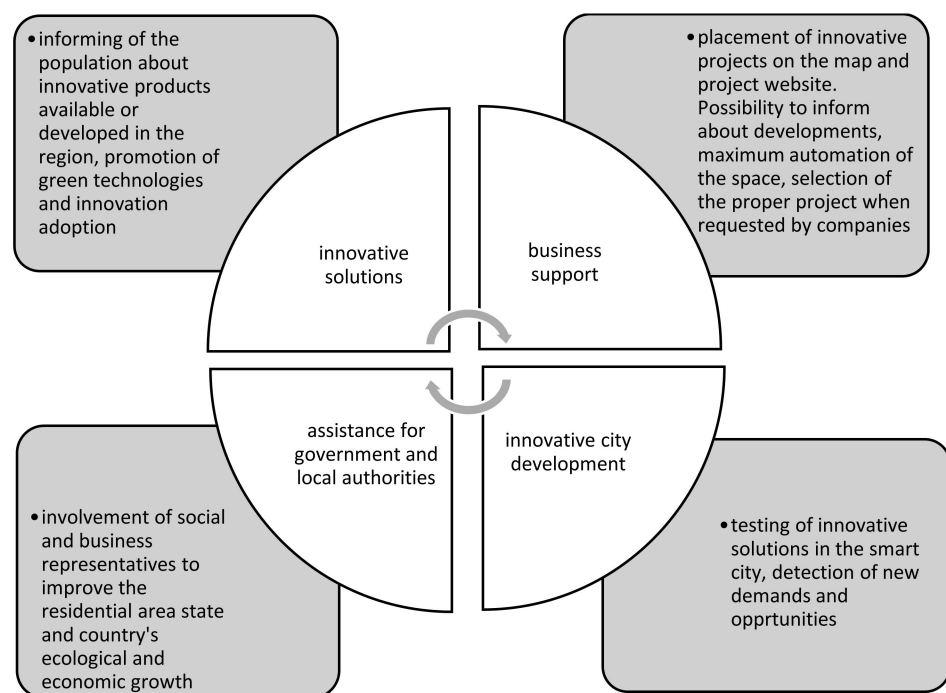 •informing of the
population about
innovative products
available or
developed in the
region, promotion of
green technologies
and innovation
adoption
•placement of innovative
projects on the map and
project website.
Possibility to inform
about developments,
maximum automation of
the space, selection of
the proper project when
requested by companies
innovative
solutions
business
support
assistance for
government and
local authorities
innovative city
development
•involvement of social
and business
representatives to
improve the
residential area state
and country's
ecological and
economic growth
•testing of innovative
solutions in the smart
city, detection of new
demands and
opprtunities